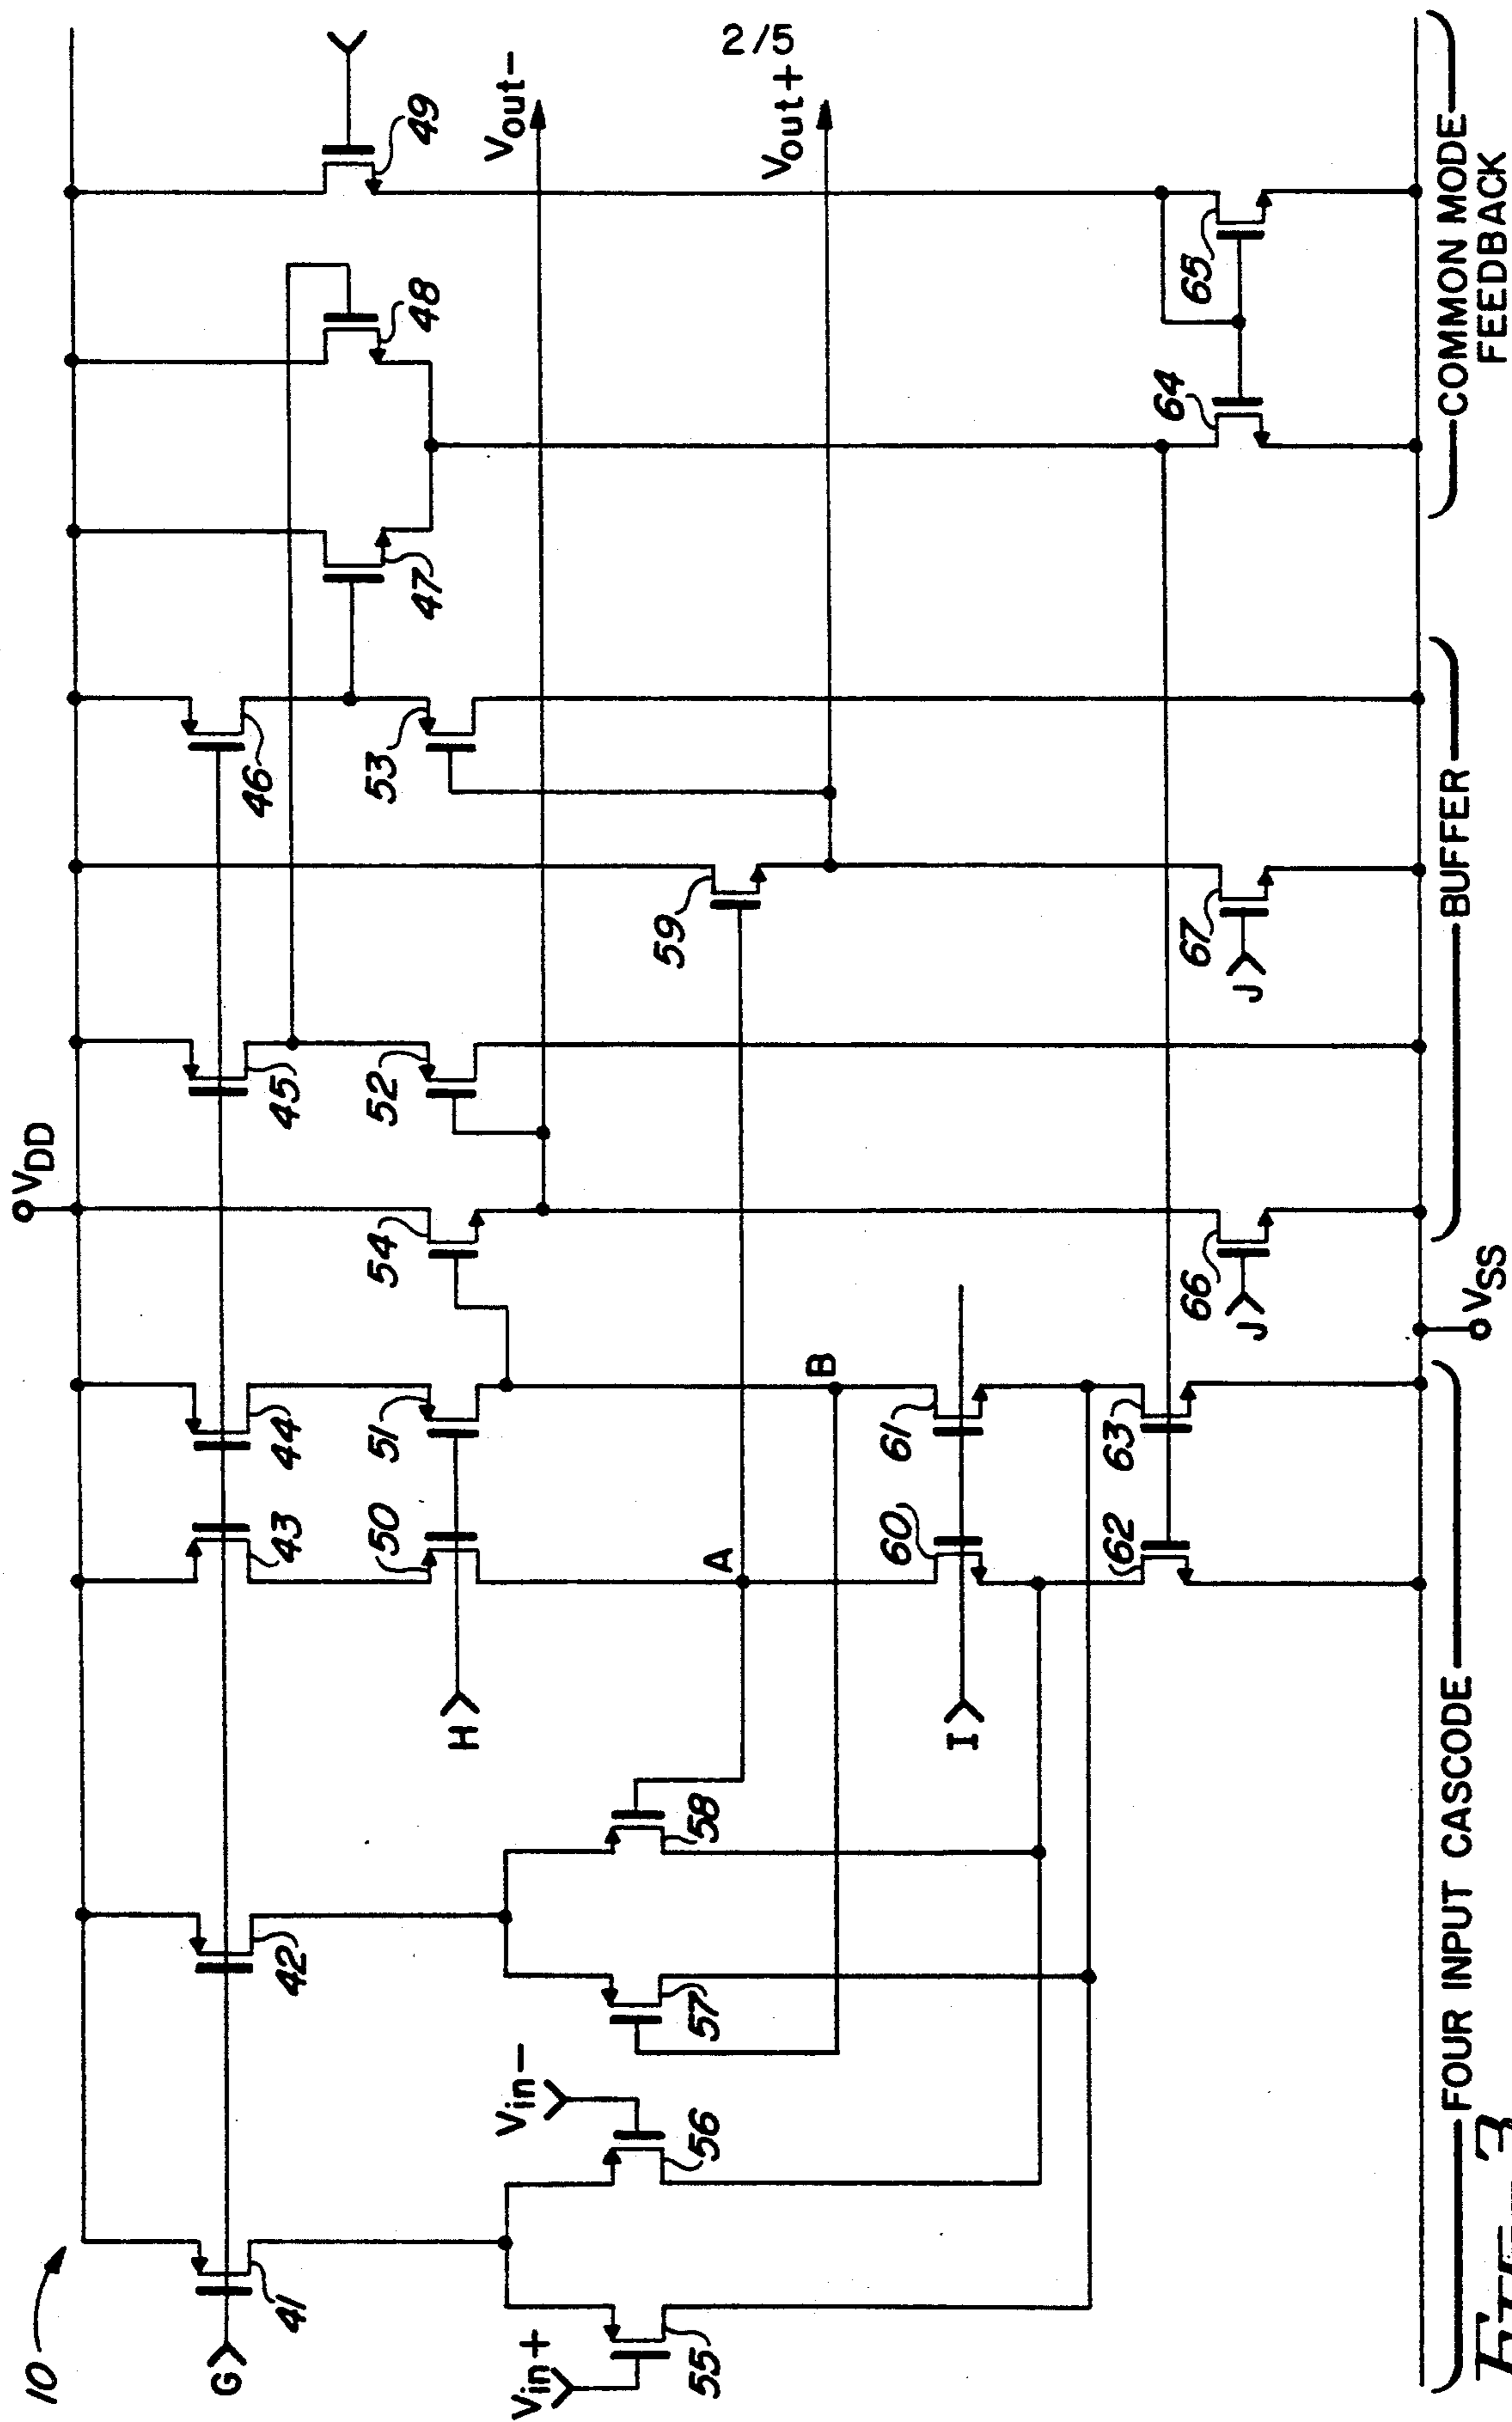 2/5
10
VDD
G
41
42
43
44
45
46
47
48
49
Vout-
Vout+
H
50
51
52
53
54
Vin+
Vin-
55
56
57
58
59
A
B
I
60
61
62
63
64
65
J
66
J
67
VSS
FOUR INPUT CASCODE
BUFFER
COMMON MODE
FEEDBACK